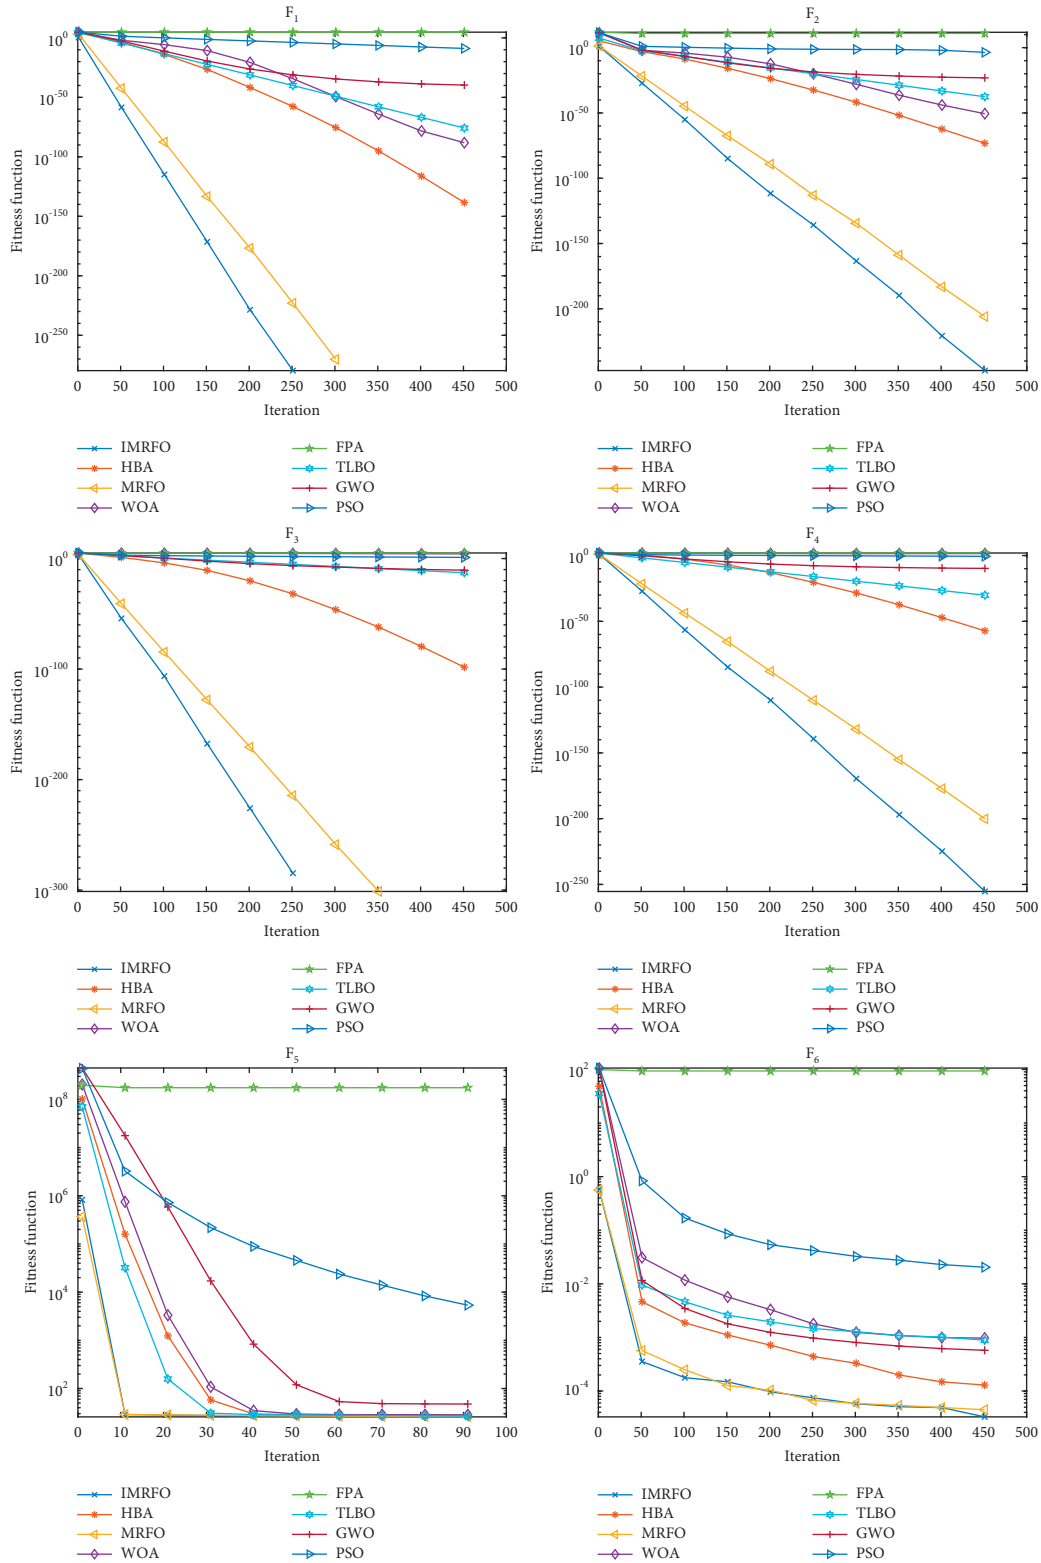 F1
Fitness function
10^0
10^-50
10^-100
10^-150
10^-200
10^-250
0 50 100 150 200 250 300 350 400 450 500
Iteration
IMRFO
HBA
MRFO
WOA
FPA
TLBO
GWO
PSO
F2
Fitness function
10^0
10^-50
10^-100
10^-150
10^-200
0 50 100 150 200 250 300 350 400 450 500
Iteration
IMRFO
HBA
MRFO
WOA
FPA
TLBO
GWO
PSO
F3
Fitness function
10^0
10^-100
10^-200
10^-300
0 50 100 150 200 250 300 350 400 450 500
Iteration
IMRFO
HBA
MRFO
WOA
FPA
TLBO
GWO
PSO
F4
Fitness function
10^0
10^-50
10^-100
10^-150
10^-200
10^-250
0 50 100 150 200 250 300 350 400 450 500
Iteration
IMRFO
HBA
MRFO
WOA
FPA
TLBO
GWO
PSO
F5
Fitness function
10^8
10^6
10^4
10^2
0 10 20 30 40 50 60 70 80 90 100
Iteration
IMRFO
HBA
MRFO
WOA
FPA
TLBO
GWO
PSO
F6
Fitness function
10^2
10^0
10^-2
10^-4
0 50 100 150 200 250 300 350 400 450 500
Iteration
IMRFO
HBA
MRFO
WOA
FPA
TLBO
GWO
PSO